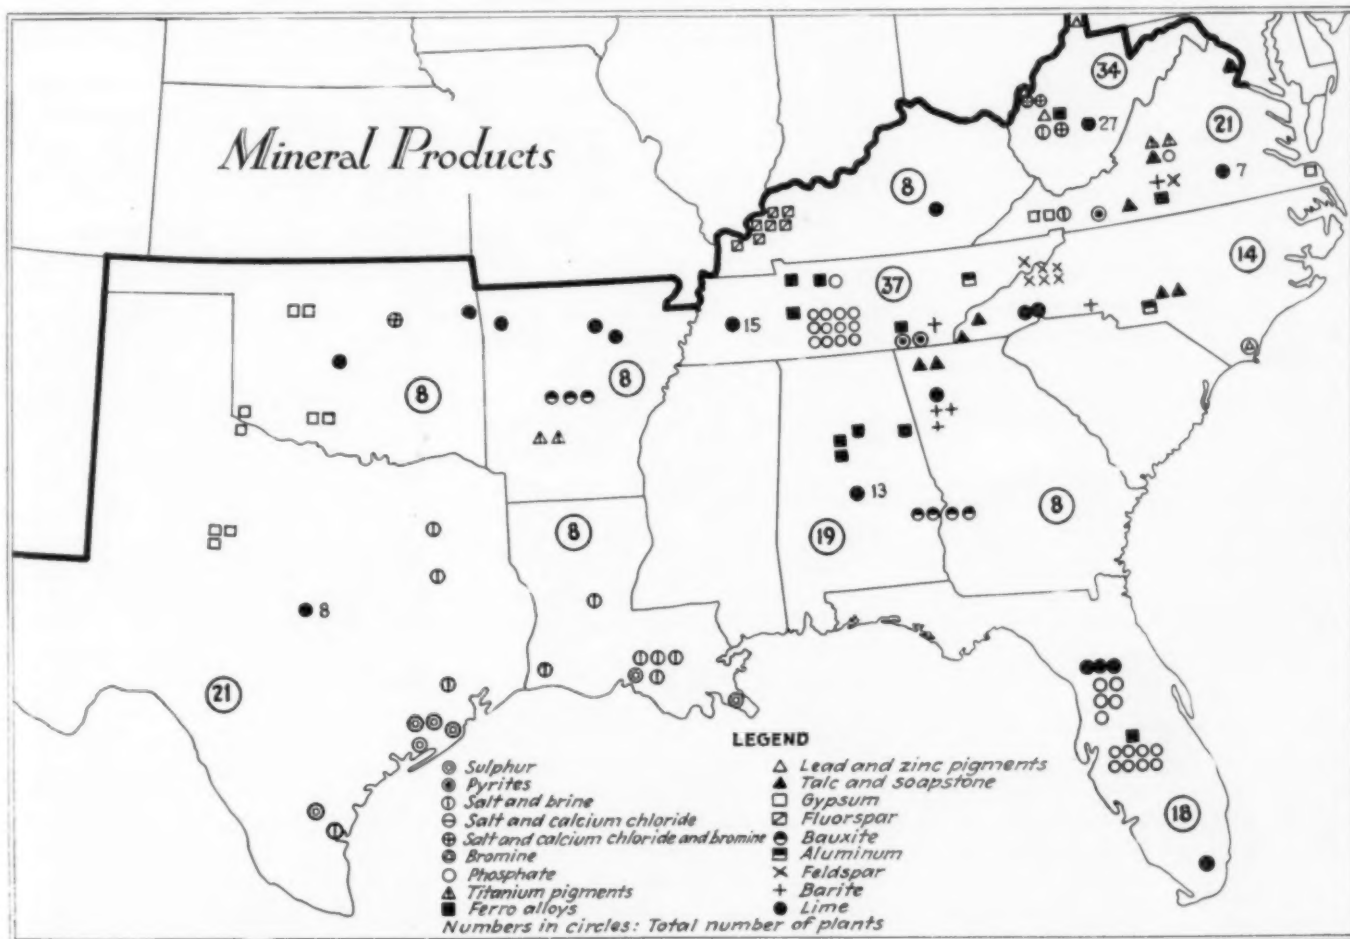 Mineral Products
34
27
21
7
8
14
37
15
8
8
8
13
19
8
8
21
18
LEGEND
Sulphur
Pyrites
Salt and brine
Salt and calcium chloride
Salt and calcium chloride and bromine
Bromine
Phosphate
Titanium pigments
Ferro alloys
Lead and zinc pigments
Talc and soapstone
Gypsum
Fluorspar
Bauxite
Aluminum
Feldspar
Barite
Lime
Numbers in circles: Total number of plants